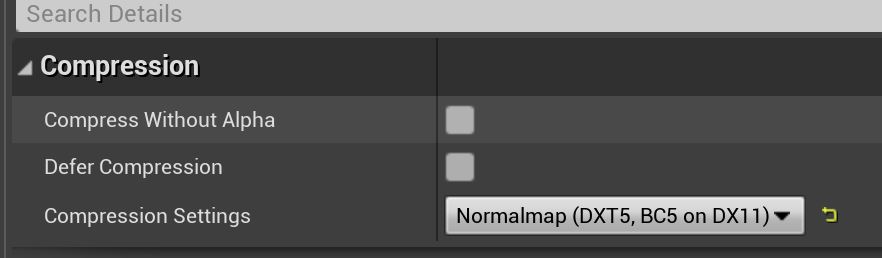 Search Details
Compression
Compress Without Alpha
Defer Compression
Compression Settings Normalmap (DXT5, BC5 on DX11)